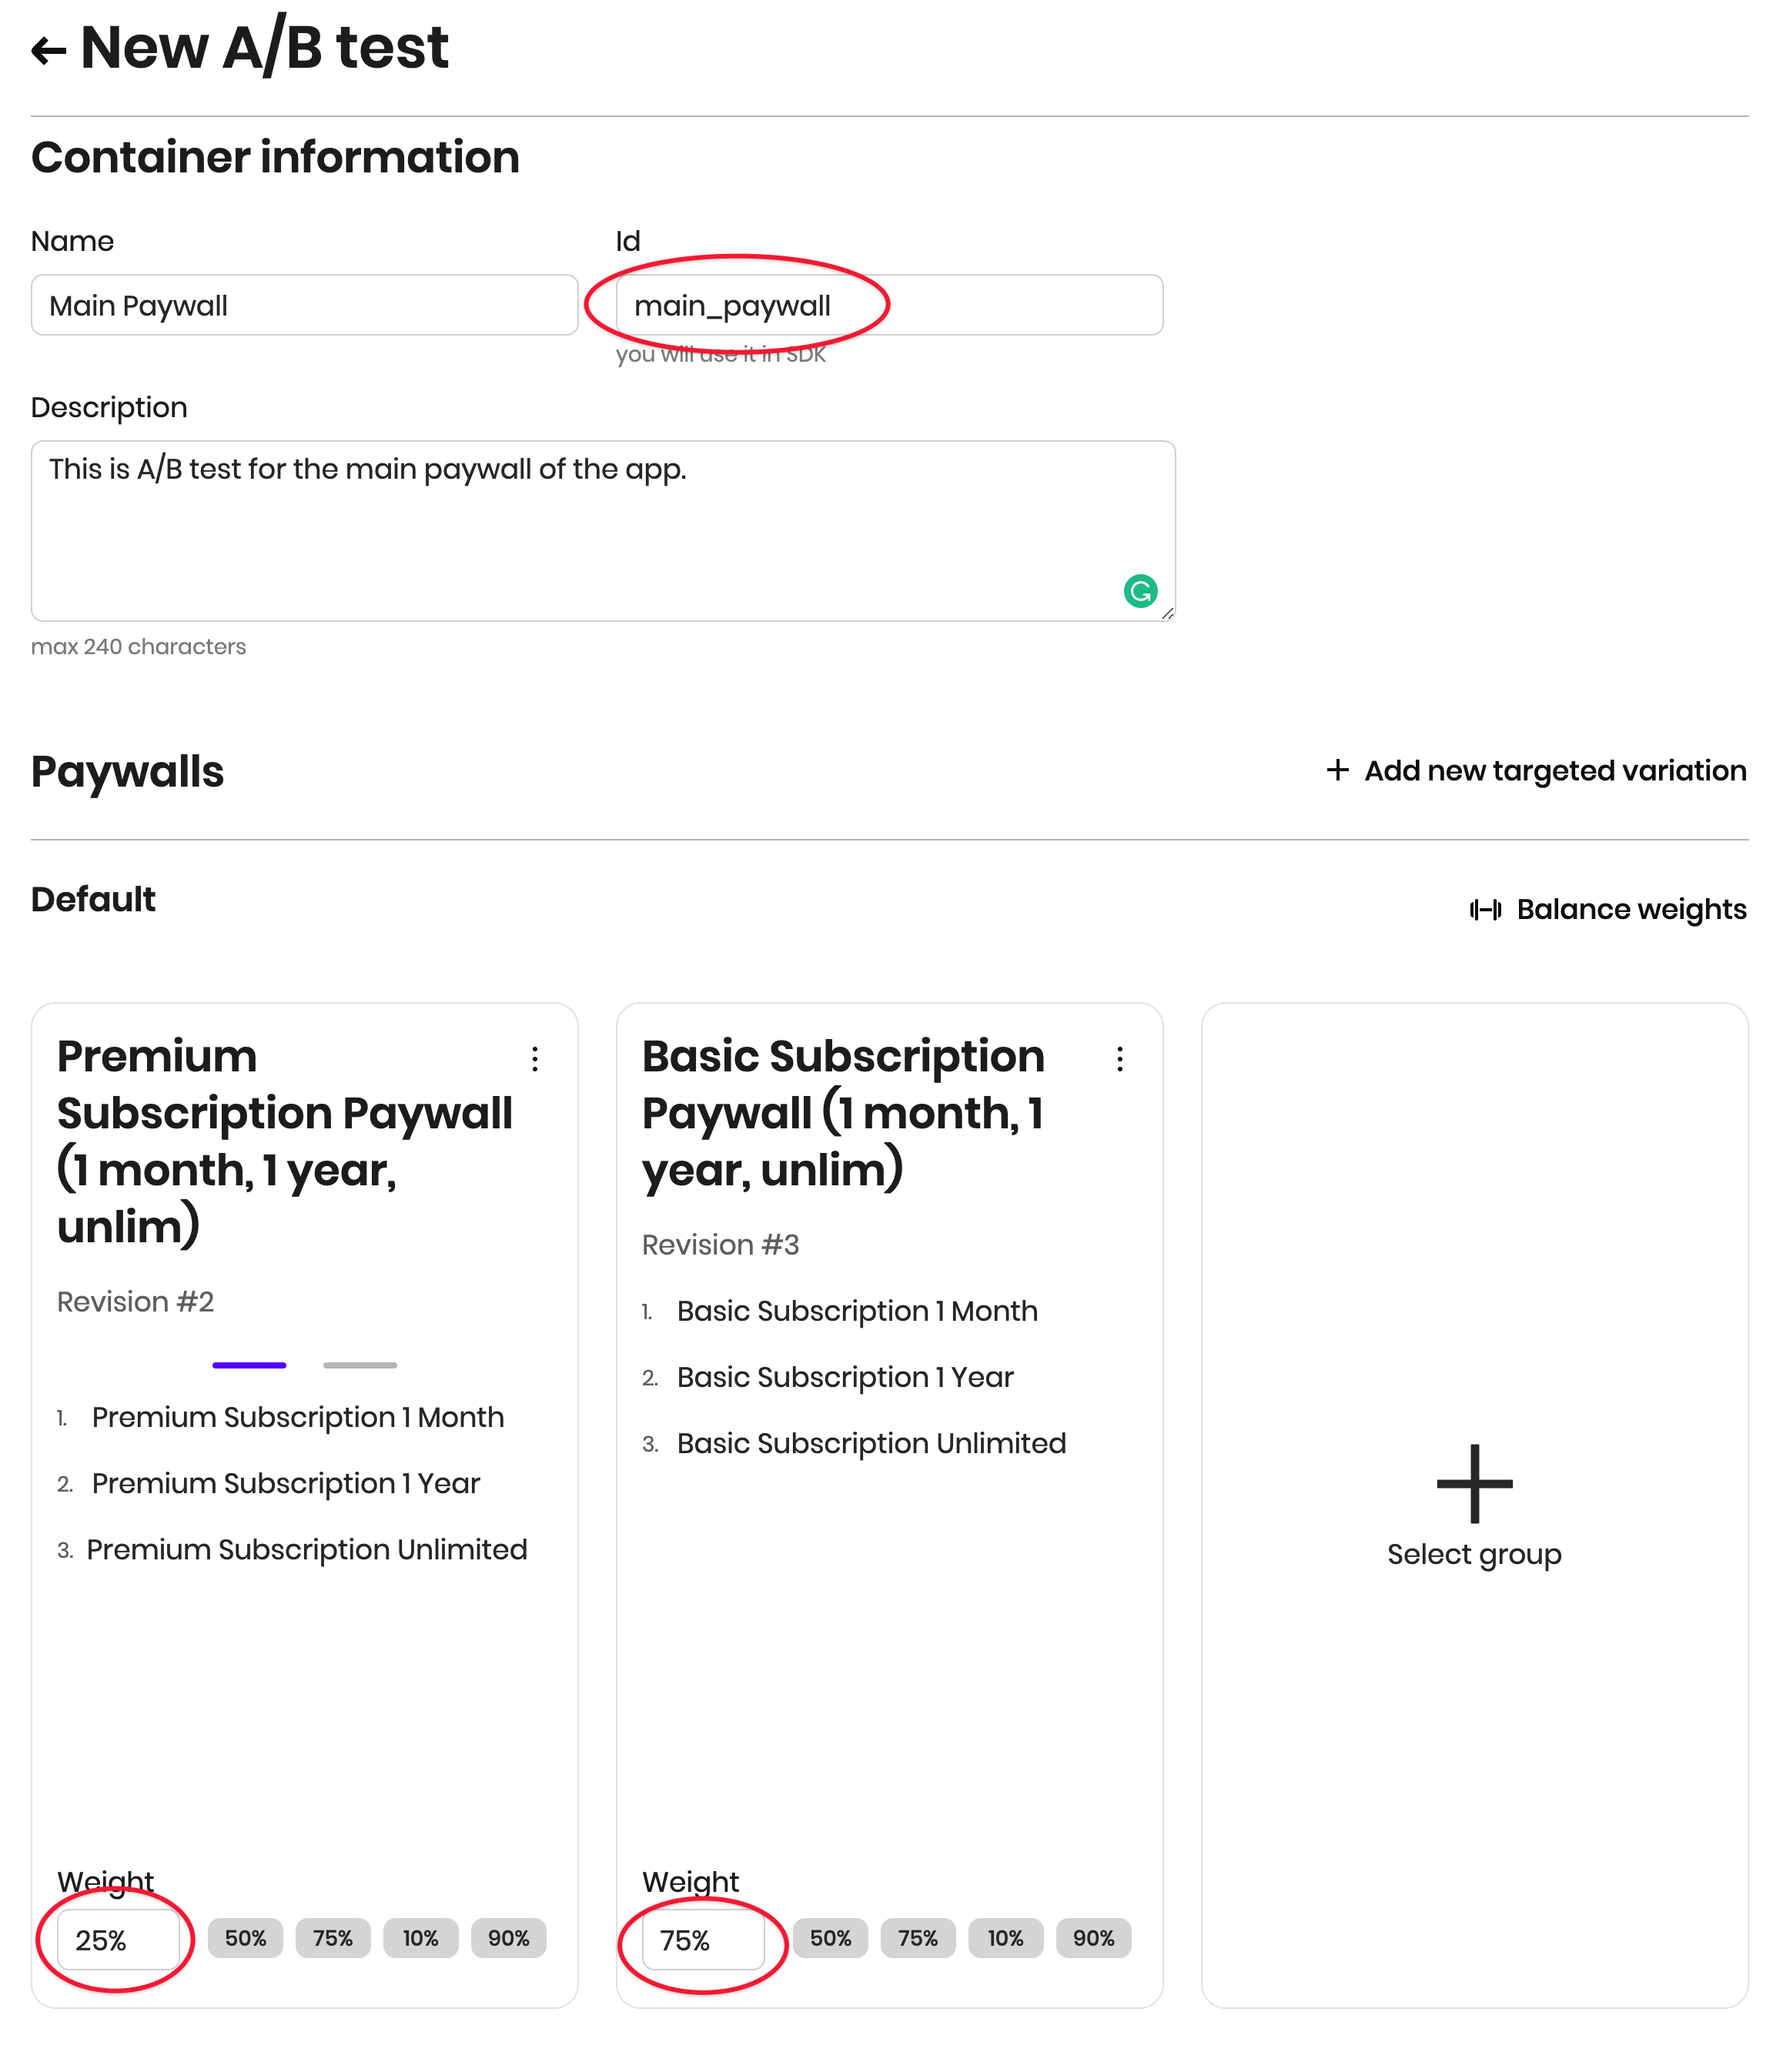 New A/B test
Container information
Name
Id
Main Paywall
main_paywall
you will use it in SDK
Description
This is A/B test for the main paywall of the app.
max 240 characters
Paywalls
+ Add new targeted variation
Default
Balance weights
Premium
Subscription Paywall
(1 month, 1 year,
unlim)
Revision #2
1. Premium Subscription 1 Month
2. Premium Subscription 1 Year
3. Premium Subscription Unlimited
Weight
25%
50%
75%
10%
90%
Basic Subscription
Paywall (1 month, 1
year, unlim)
Revision #3
1. Basic Subscription 1 Month
2. Basic Subscription 1 Year
3. Basic Subscription Unlimited
Weight
75%
50%
75%
10%
90%
Select group